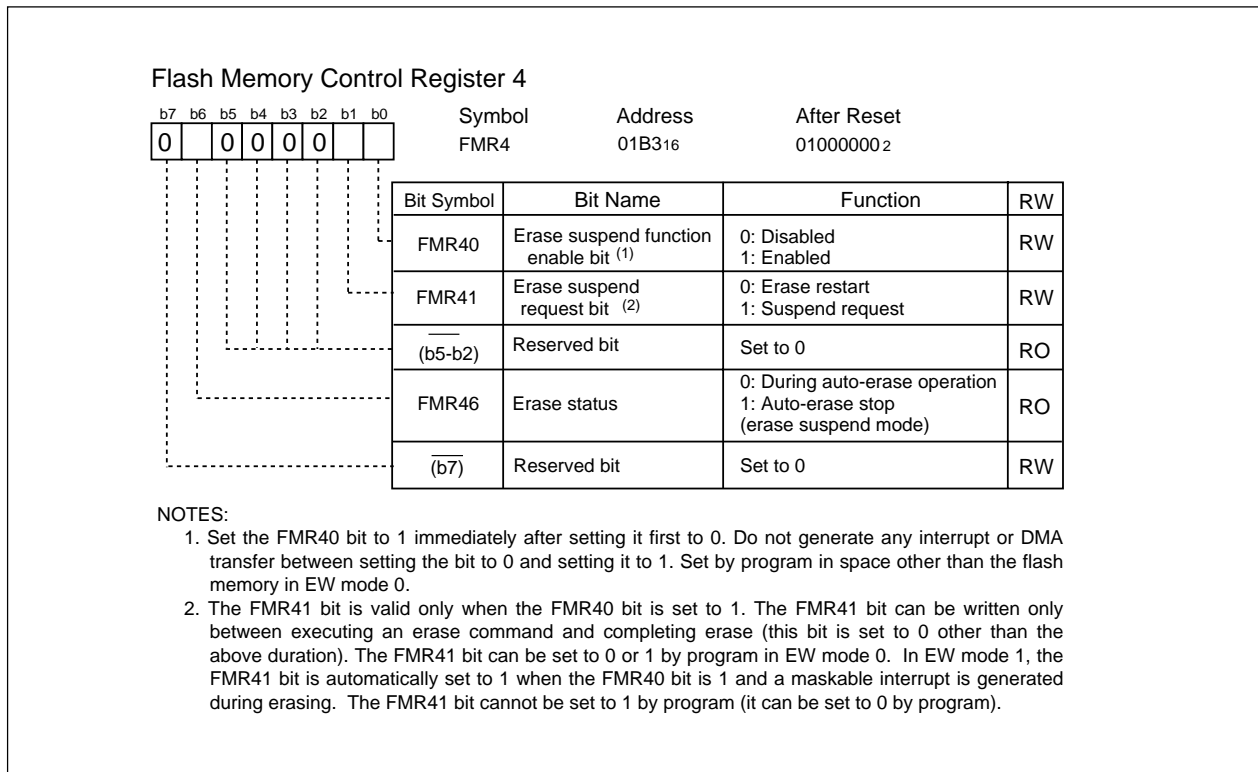 Flash Memory Control Register 4
b7 b6 b5 b4 b3 b2 b1 b0
Symbol Address After Reset
0 0 0 0 0
FMR4 01B316 010000002
Bit Symbol Bit Name Function RW
FMR40 Erase suspend function enable bit (1) 0: Disabled RW
1: Enabled
FMR41 Erase suspend request bit (2) 0: Erase restart RW
1: Suspend request
(b5-b2) Reserved bit Set to 0 RO
FMR46 Erase status 0: During auto-erase operation RO
1: Auto-erase stop
(erase suspend mode)
(b7) Reserved bit Set to 0 RW
NOTES:
1. Set the FMR40 bit to 1 immediately after setting it first to 0. Do not generate any interrupt or DMA
transfer between setting the bit to 0 and setting it to 1. Set by program in space other than the flash
memory in EW mode 0.
2. The FMR41 bit is valid only when the FMR40 bit is set to 1. The FMR41 bit can be written only
between executing an erase command and completing erase (this bit is set to 0 other than the
above duration). The FMR41 bit can be set to 0 or 1 by program in EW mode 0. In EW mode 1, the
FMR41 bit is automatically set to 1 when the FMR40 bit is 1 and a maskable interrupt is generated
during erasing. The FMR41 bit cannot be set to 1 by program (it can be set to 0 by program).